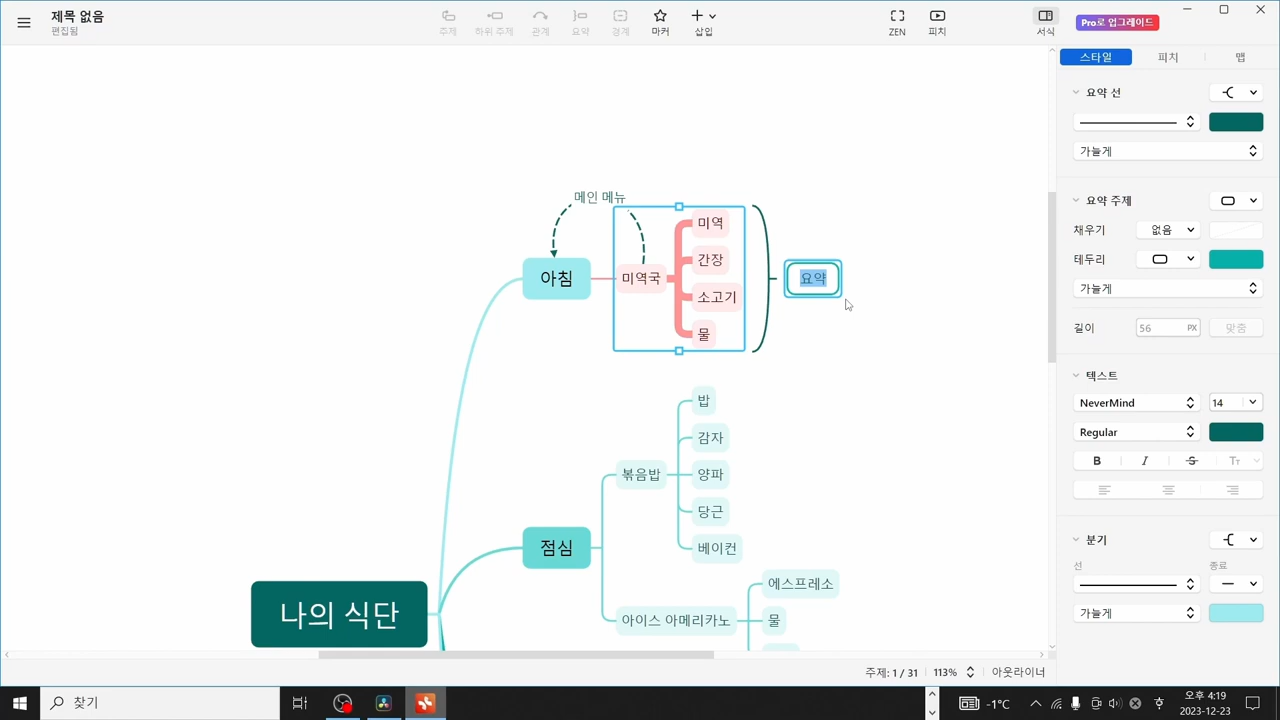 제목 없음
편집됨
주제
하위 주제
관계
요약
경계
마커
삽입
ZEN
피치
서식
Pro로 업그레이드
스타일
피치
맵
요약 선
가늘게
요약 주제
채우기
없음
테두리
가늘게
길이
56
PX
맞춤
텍스트
NeverMind
14
Regular
B
I
S
Tт
분기
선
종료
가늘게
메인 메뉴
아침
미역국
미역
간장
소고기
물
요약
밥
감자
볶음밥
양파
당근
베이컨
점심
에스프레소
아이스 아메리카노
물
나의 식단
주제: 1 / 31
113%
아웃라이너
찾기
-1°C
오후 4:19
2023-12-23